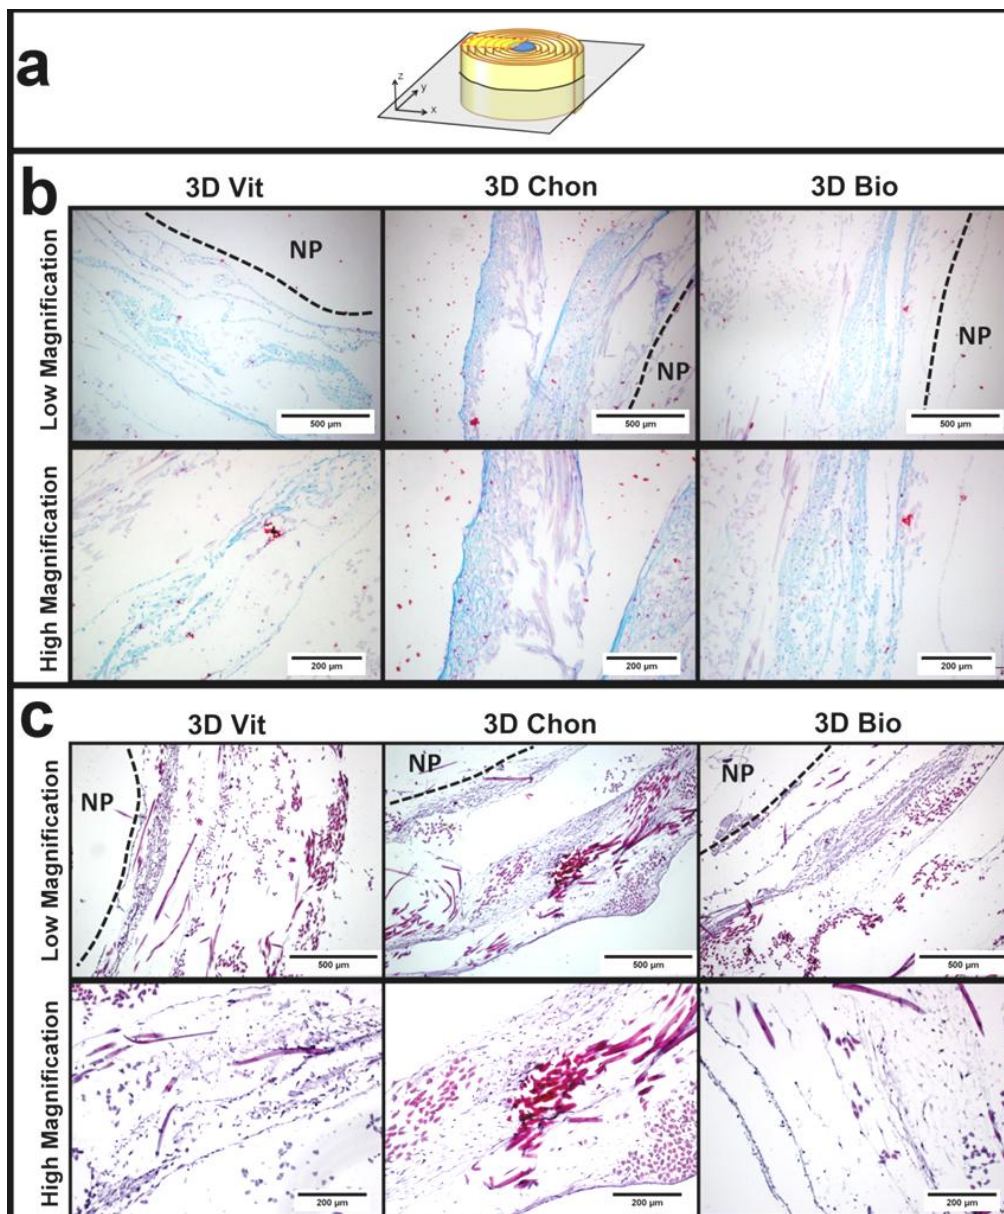 a
z
y
x
b
3D Vit 3D Chon 3D Bio
Low Magnification
NP NP NP
500 µm 500 µm 500 µm
High Magnification
200 µm 200 µm 200 µm
c
3D Vit 3D Chon 3D Bio
Low Magnification
NP NP NP
500 µm 500 µm 500 µm
High Magnification
200 µm 200 µm 200 µm